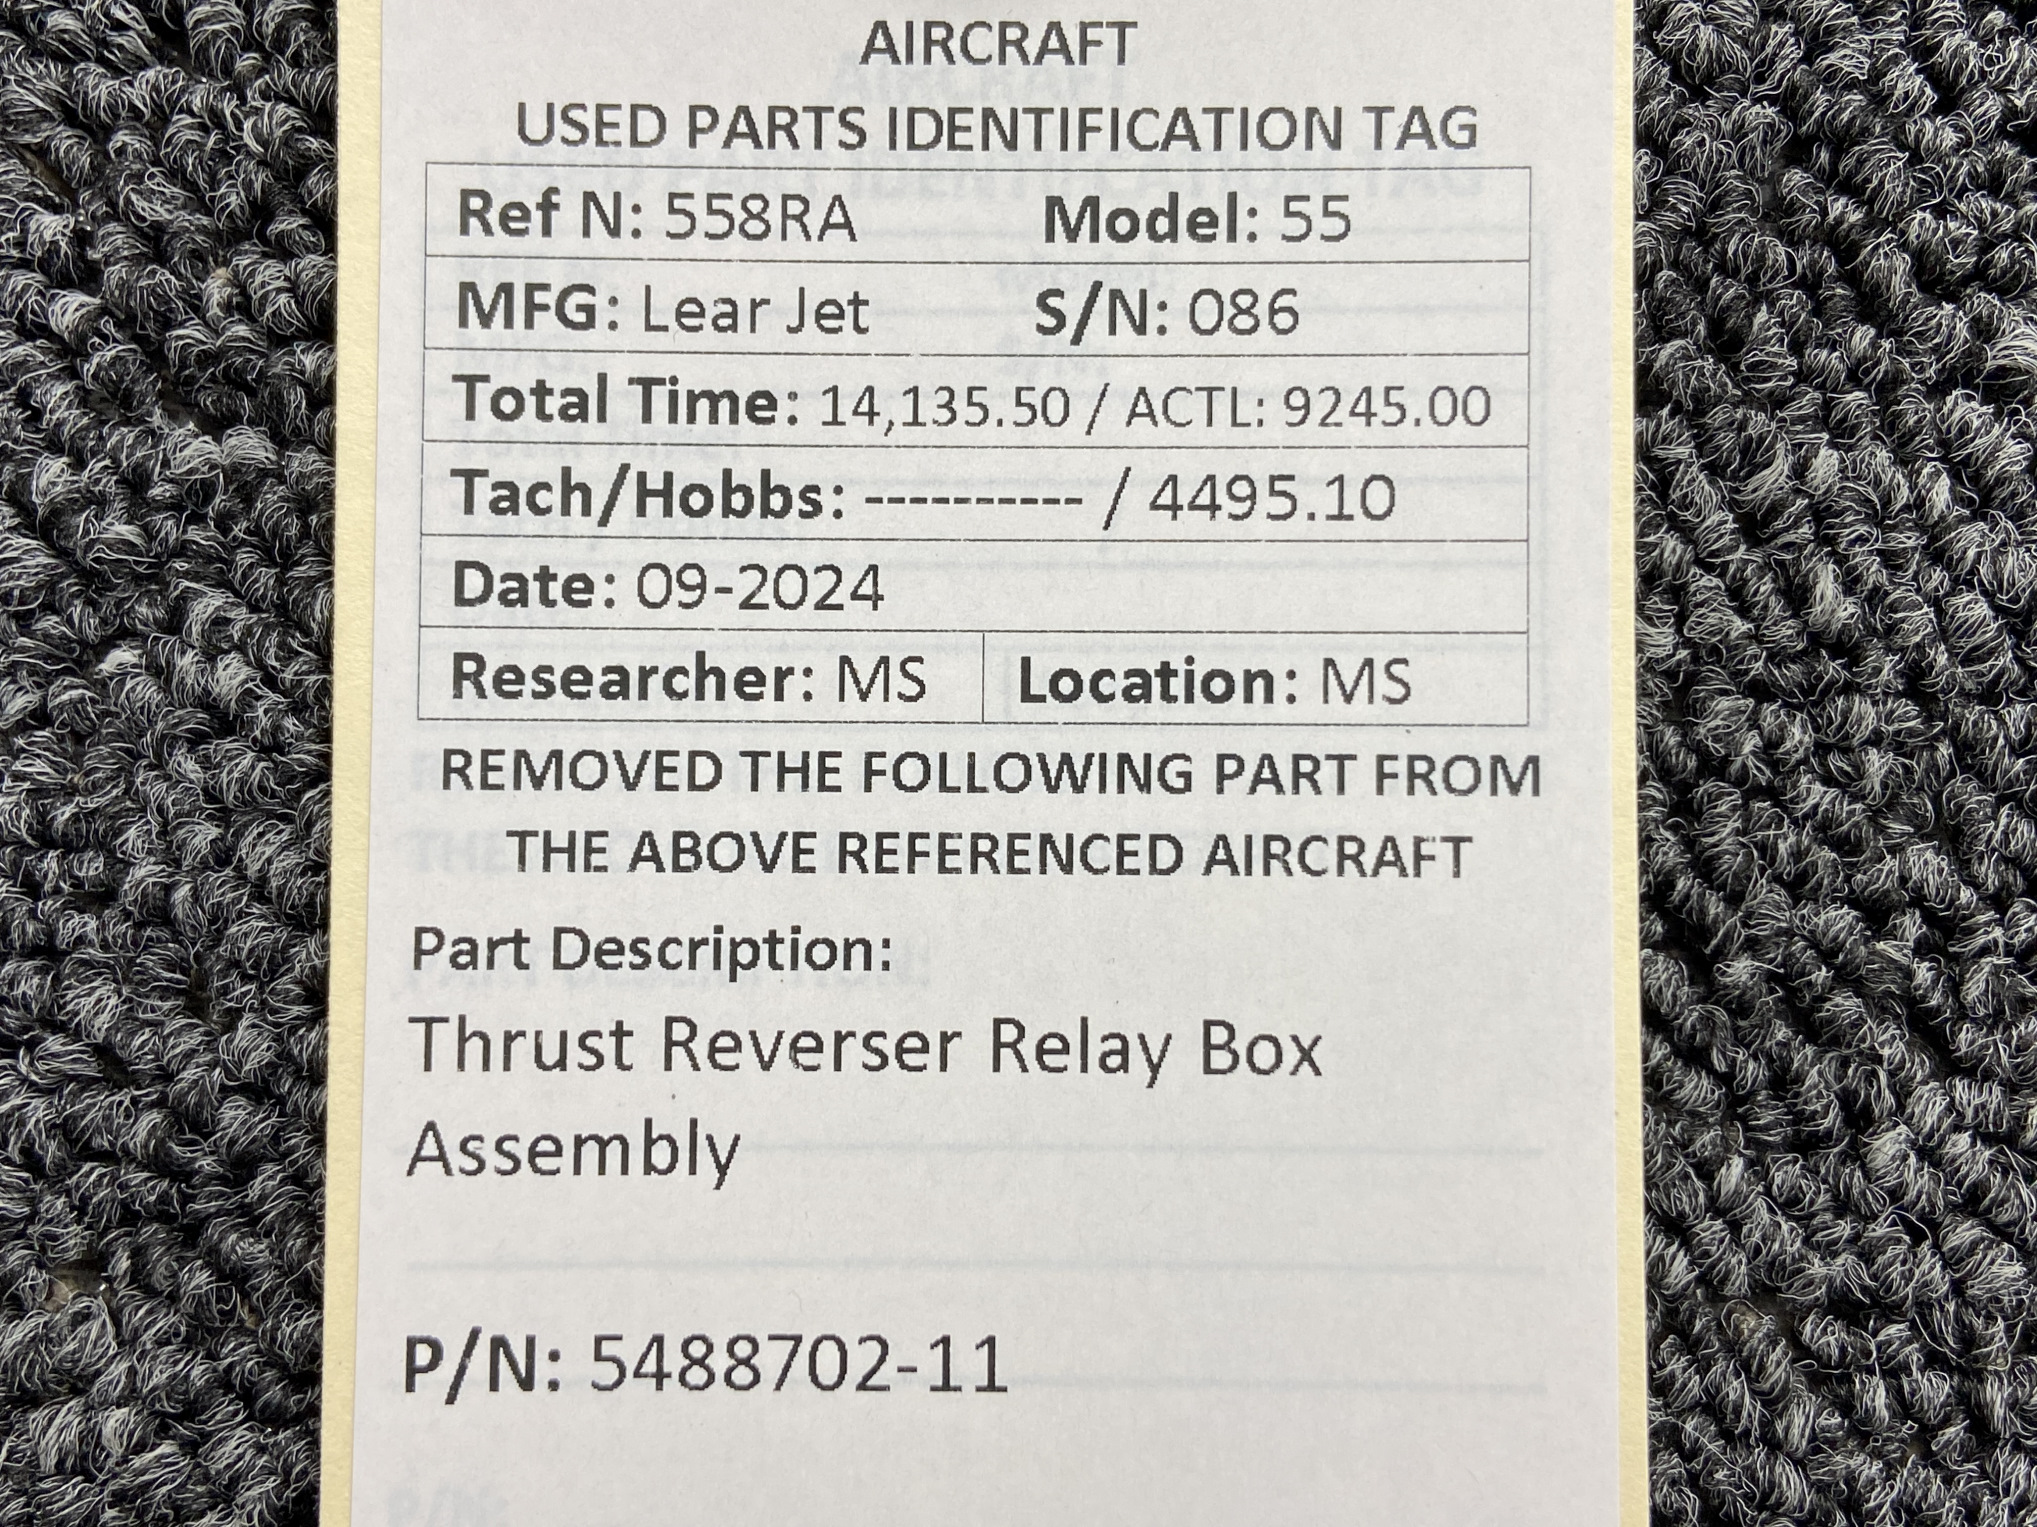 AIRCRAFT
USED PARTS IDENTIFICATION TAG
Ref N: 558RA Model: 55
MFG: Lear Jet S/N: 086
Total Time: 14,135.50 / ACTL: 9245.00
Tach/Hobbs: ---------- / 4495.10
Date: 09-2024
Researcher: MS Location: MS
REMOVED THE FOLLOWING PART FROM
THE ABOVE REFERENCED AIRCRAFT
Part Description:
Thrust Reverser Relay Box
Assembly
P/N: 5488702-11